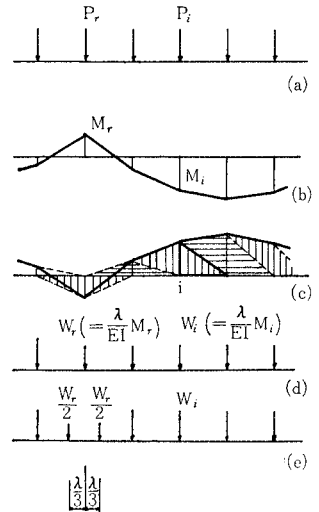 P_r P_i
(a)
M_r
M_i
(b)
i
(c)
W_r(=λ/EI M_r) W_i(=λ/EI M_i)
(d)
W_r/2 W_r/2 W_i
(e)
λ/3 λ/3